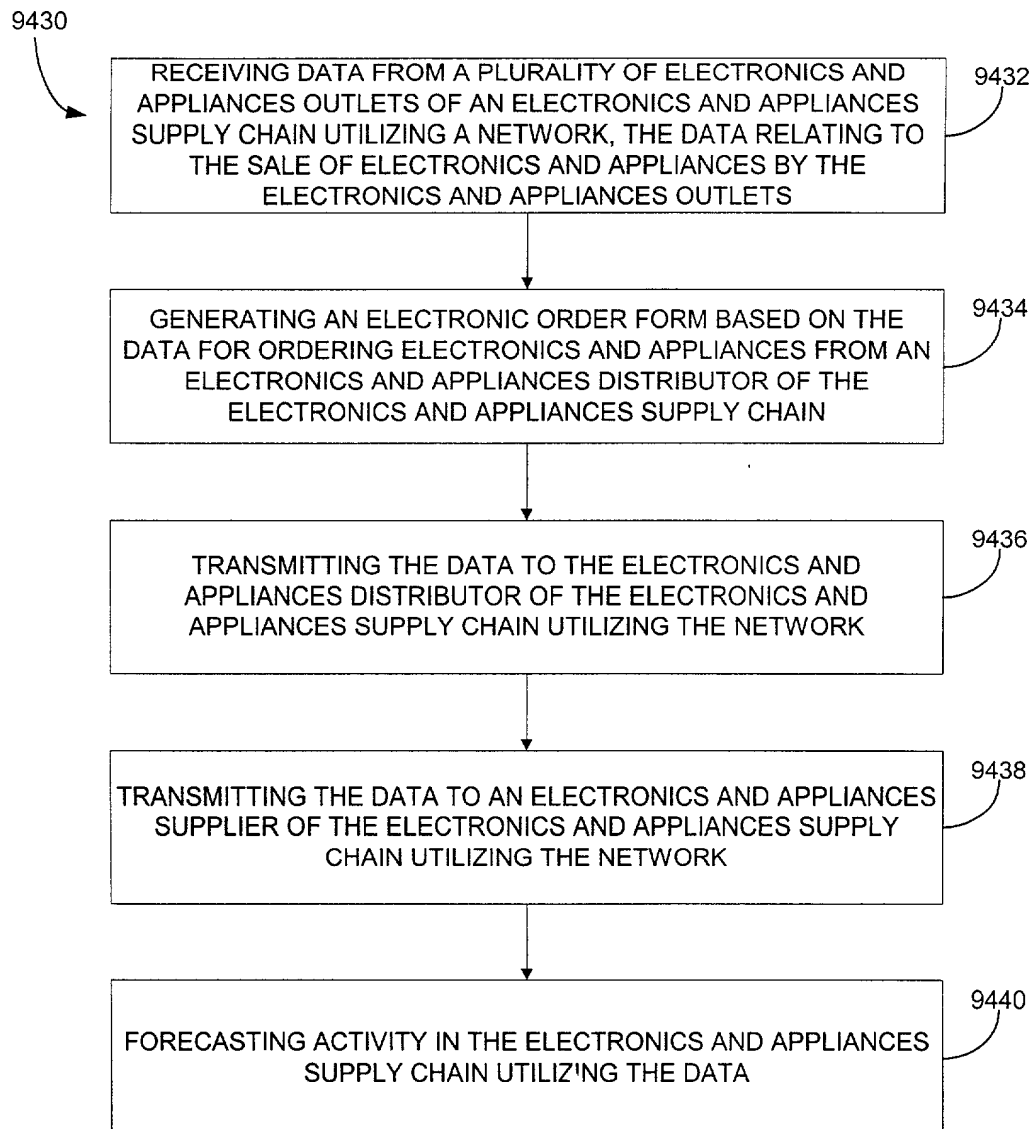 9430
RECEIVING DATA FROM A PLURALITY OF ELECTRONICS AND
APPLIANCES OUTLETS OF AN ELECTRONICS AND APPLIANCES
SUPPLY CHAIN UTILIZING A NETWORK, THE DATA RELATING TO
THE SALE OF ELECTRONICS AND APPLIANCES BY THE
ELECTRONICS AND APPLIANCES OUTLETS
9432
GENERATING AN ELECTRONIC ORDER FORM BASED ON THE
DATA FOR ORDERING ELECTRONICS AND APPLIANCES FROM AN
ELECTRONICS AND APPLIANCES DISTRIBUTOR OF THE
ELECTRONICS AND APPLIANCES SUPPLY CHAIN
9434
TRANSMITTING THE DATA TO THE ELECTRONICS AND
APPLIANCES DISTRIBUTOR OF THE ELECTRONICS AND
APPLIANCES SUPPLY CHAIN UTILIZING THE NETWORK
9436
TRANSMITTING THE DATA TO AN ELECTRONICS AND APPLIANCES
SUPPLIER OF THE ELECTRONICS AND APPLIANCES SUPPLY
CHAIN UTILIZING THE NETWORK
9438
FORECASTING ACTIVITY IN THE ELECTRONICS AND APPLIANCES
SUPPLY CHAIN UTILIZING THE DATA
9440